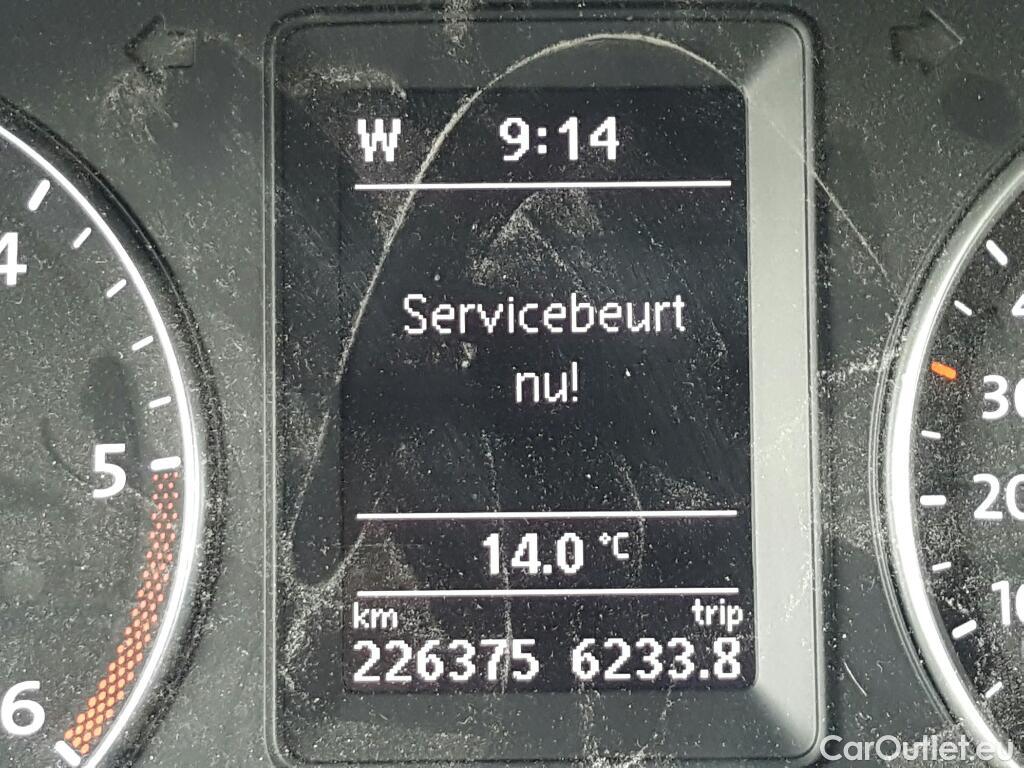 W 9:14
4
Servicebeurt
nu!
30
5
20
14.0 °C
10
km trip
226375 6233.8
6
CarOutlet.eu